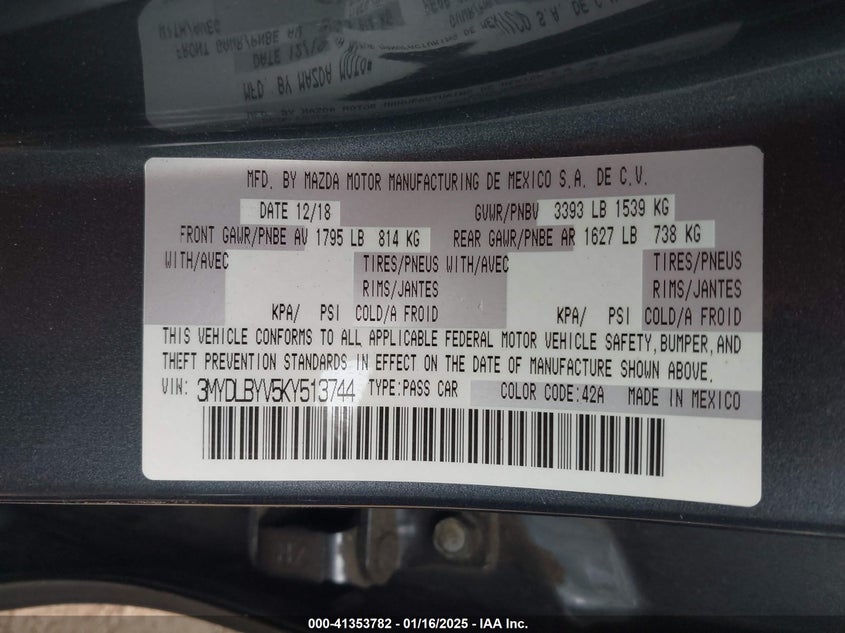 MFD. BY MAZDA MOTOR MANUFACTURING DE MEXICO S.A. DE C.V.
DATE 12/18 GVWR/PNBV 3393 LB 1539 KG
FRONT GAWR/PNBE AV 1795 LB 814 KG REAR GAWR/PNBE AR 1627 LB 738 KG
WITH/AVEC TIRES/PNEUS WITH/AVEC TIRES/PNEUS
RIMS/JANTES RIMS/JANTES
KPA/ PSI COLD/A FROID KPA/ PSI COLD/A FROID
THIS VEHICLE CONFORMS TO ALL APPLICABLE FEDERAL MOTOR VEHICLE SAFETY, BUMPER, AND
THEFT PREVENTION STANDARDS IN EFFECT ON THE DATE OF MANUFACTURE SHOWN ABOVE.
VIN: 3MYDLBYV5KY513744 TYPE:PASS CAR COLOR CODE:42A MADE IN MEXICO
000-41353782 - 01/16/2025 - IAA Inc.